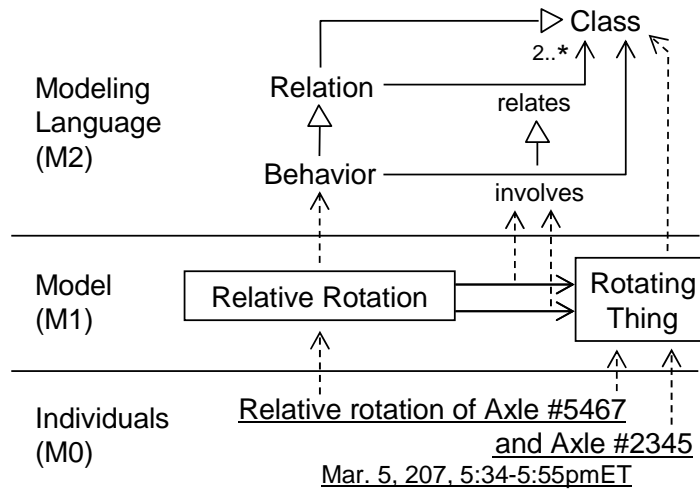 Class
2..*
Modeling
Language
(M2)
Relation
relates
Behavior
involves
Model
(M1)
Relative Rotation
Rotating
Thing
Individuals
(M0)
Relative rotation of Axle #5467
and Axle #2345
Mar. 5, 207, 5:34-5:55pmET